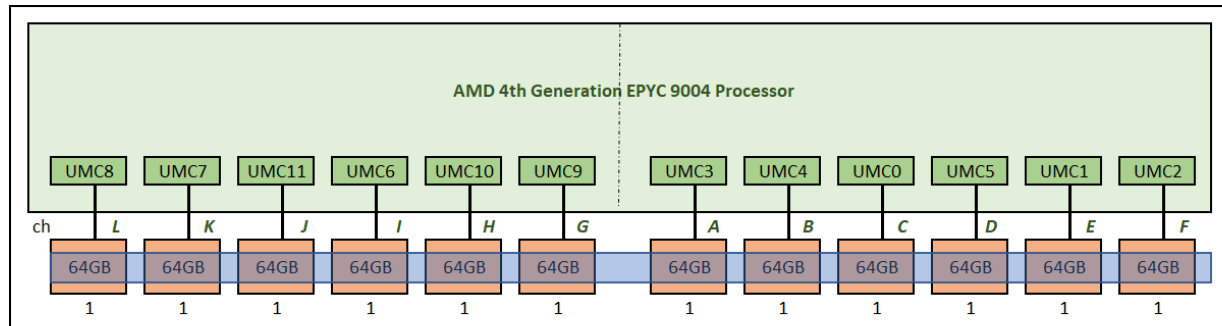 AMD 4th Generation EPYC 9004 Processor
UMC8 UMC7 UMC11 UMC6 UMC10 UMC9 UMC3 UMC4 UMC0 UMC5 UMC1 UMC2
ch L K J I H G A B C D E F
64GB 64GB 64GB 64GB 64GB 64GB 64GB 64GB 64GB 64GB 64GB 64GB
1 1 1 1 1 1 1 1 1 1 1 1